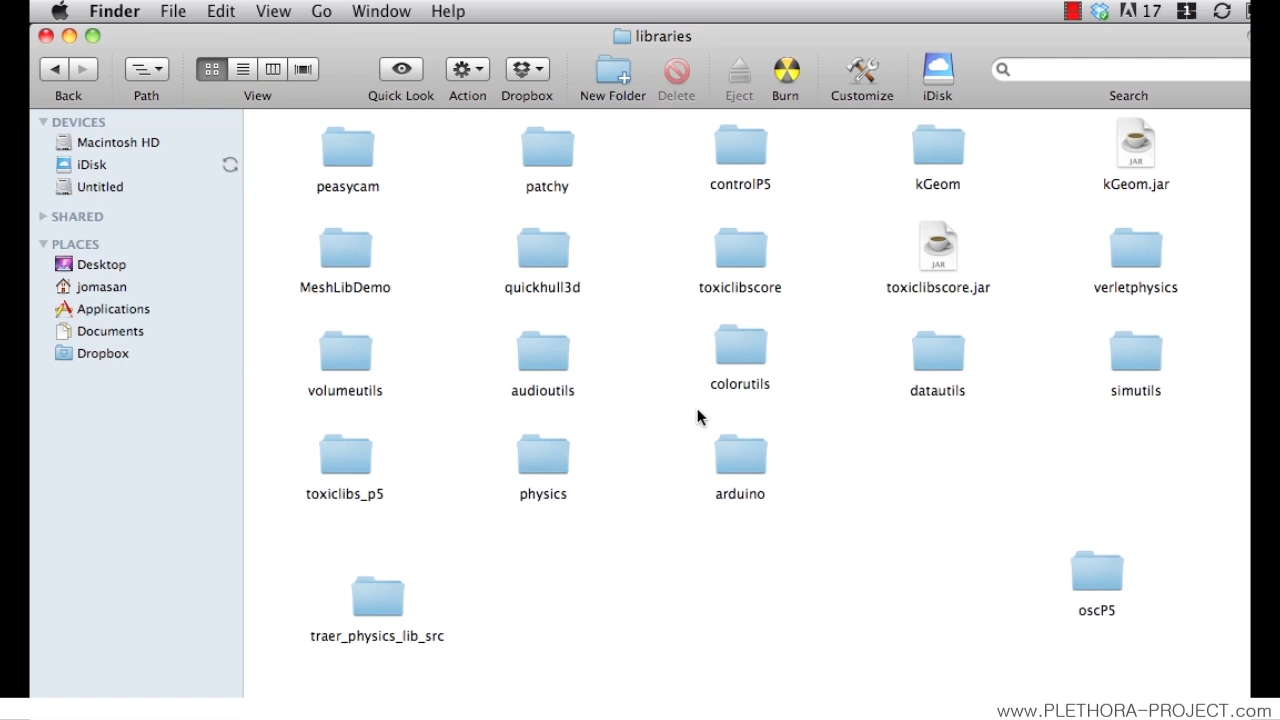 Finder File Edit View Go Window Help 17 1
libraries
Back Path View Quick Look Action Dropbox New Folder Delete Eject Burn Customize iDisk Search
DEVICES
Macintosh HD
iDisk
Untitled
SHARED
PLACES
Desktop
jomasan
Applications
Documents
Dropbox
peasycam patchy controlP5 kGeom JAR kGeom.jar
MeshLibDemo quickhull3d toxiclibscore JAR toxiclibscore.jar verletphysics
volumeutils audioutils colorutils datautils simutils
toxiclibs_p5 physics arduino
oscP5
traer_physics_lib_src
www.PLETHORA-PROJECT.com